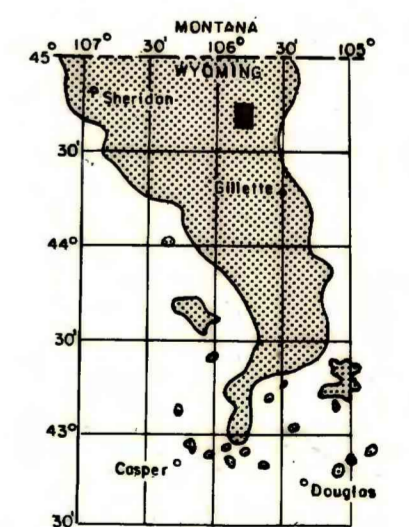 MONTANA
107° 30' 106° 30' 105°
45°
WYOMING
Sheridan
30'
Gillette
44°
30'
43°
Casper
Douglas
30'